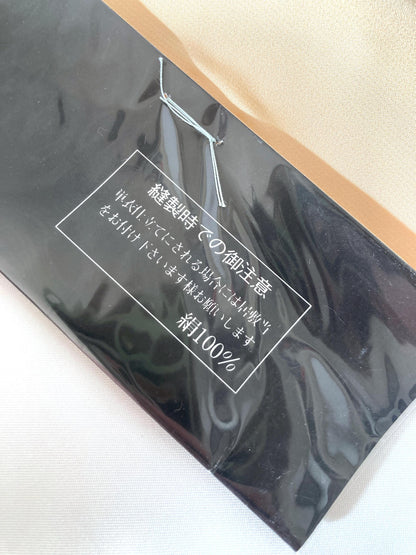 縫製時での御注意
単衣仕立てにされる場合には居敷当
をお付け下さいます様お願いします
絹100%